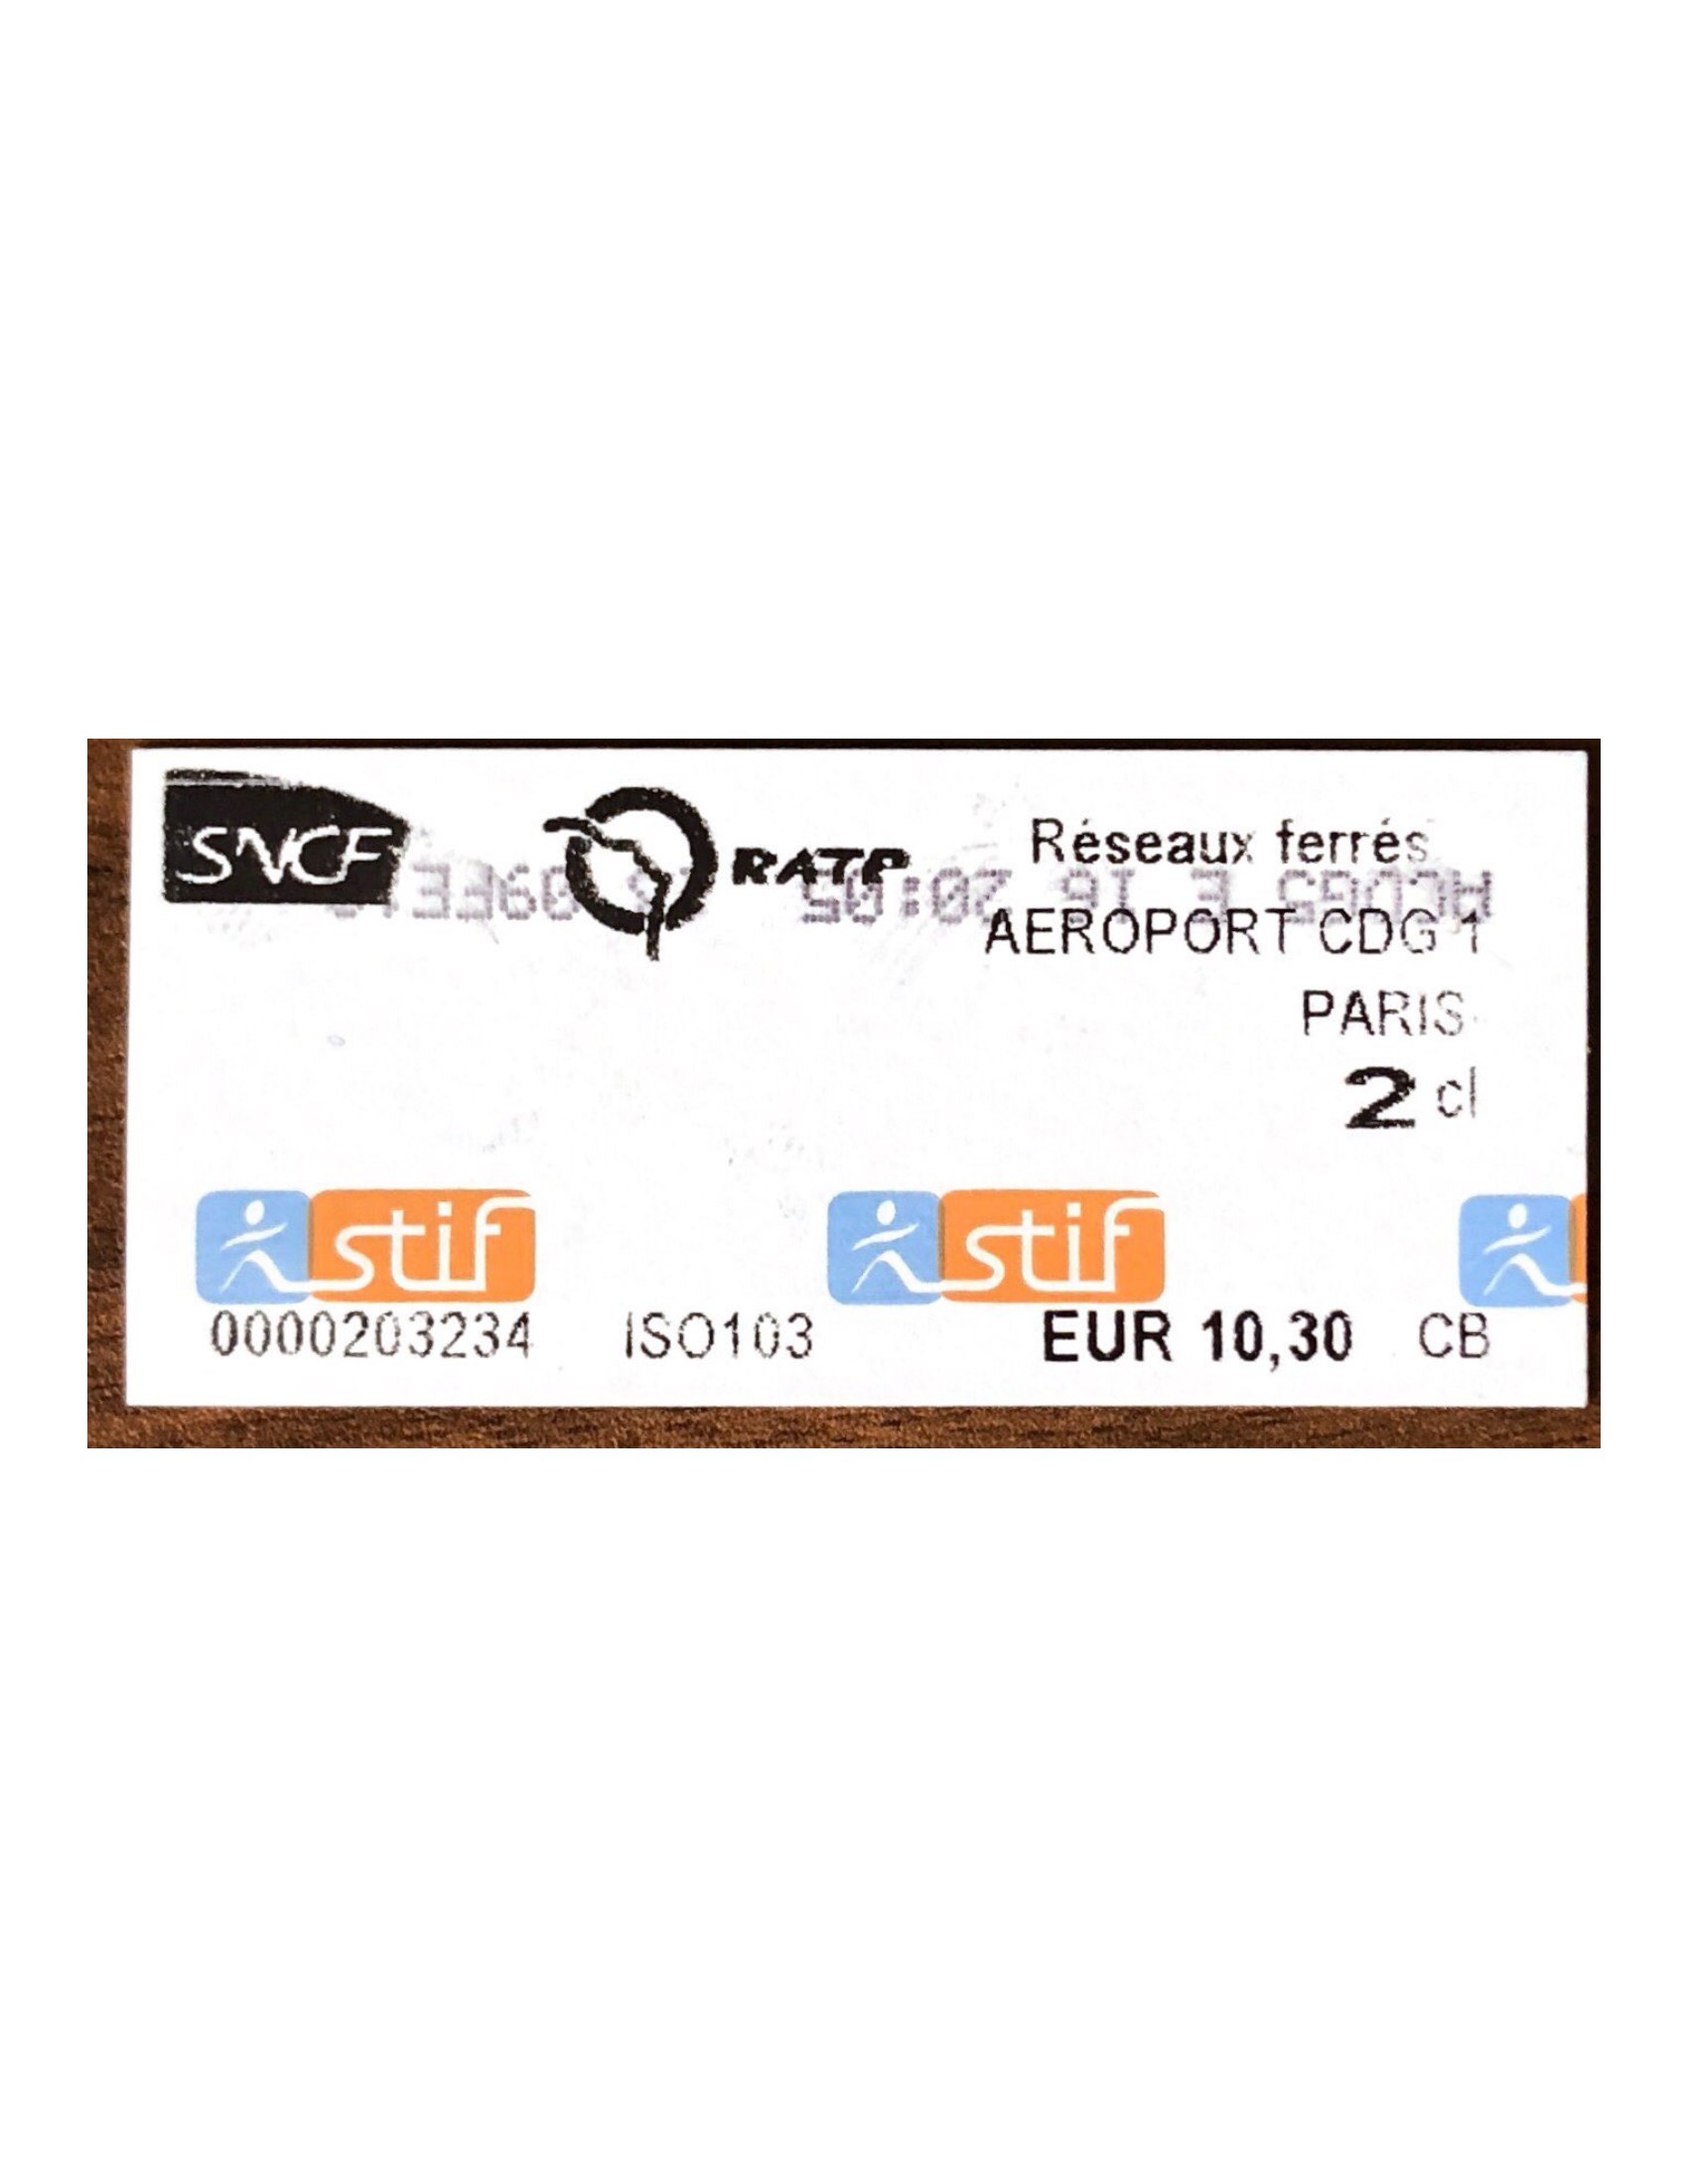 SNCF
RATP
Réseaux ferrés
AEROPORT CDG 1
PARIS
2 cl
stif stif
0000203234 ISO103 EUR 10,30 CB